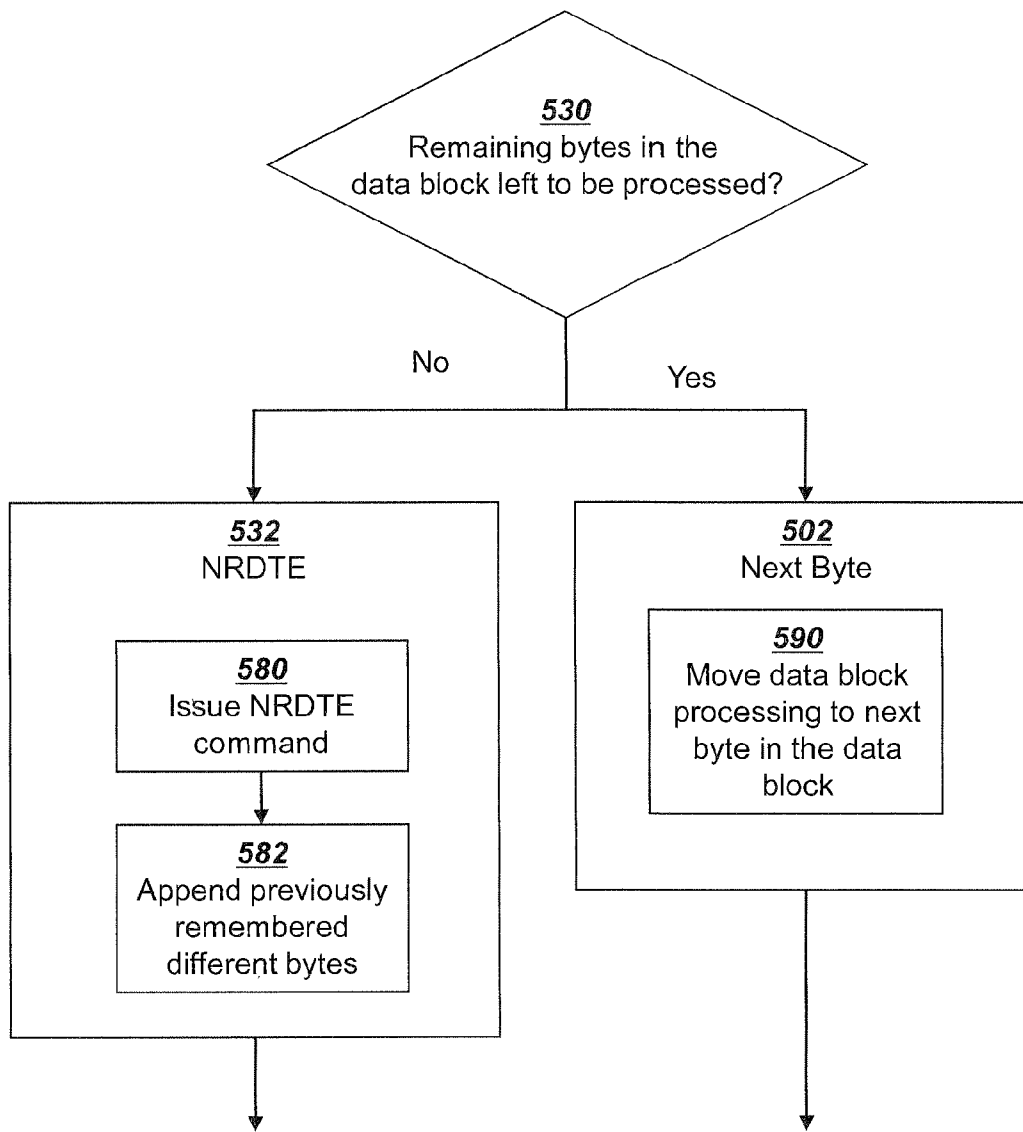 530
Remaining bytes in the
data block left to be processed?
No
Yes
532
NRDTE
580
Issue NRDTE
command
582
Append previously
remembered
different bytes
502
Next Byte
590
Move data block
processing to next
byte in the data
block